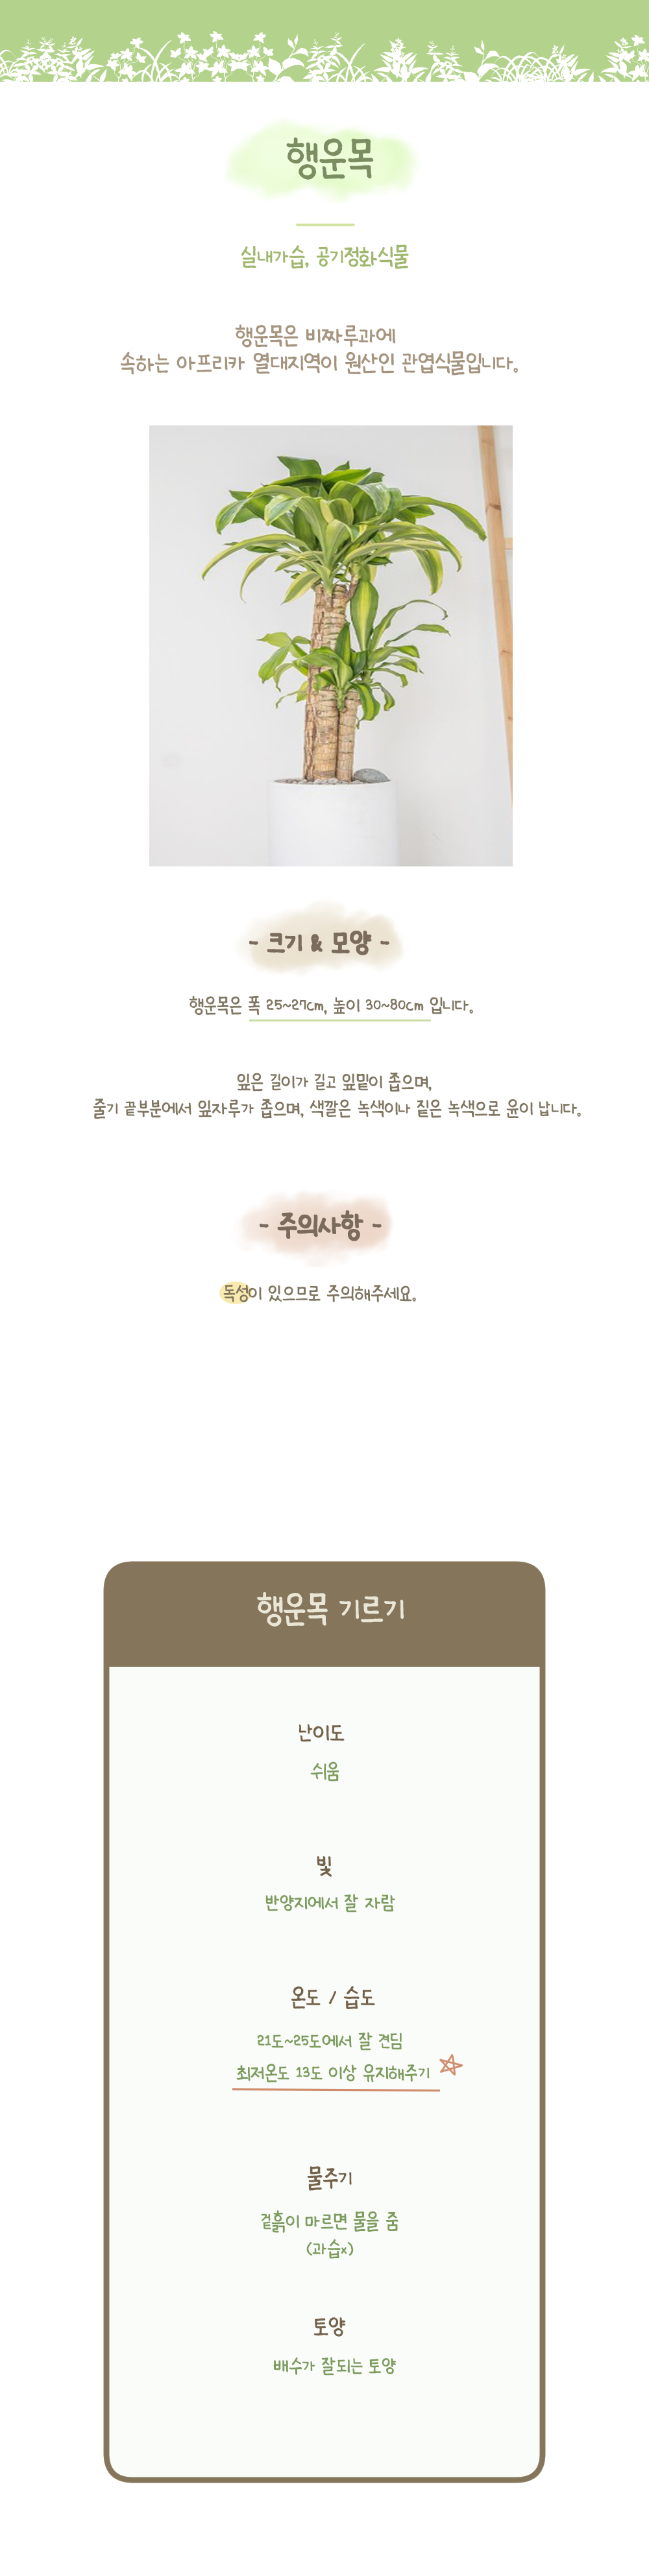 행운목
실내가습, 공기정화식물
행운목은 비짜루과에
속하는 아프리카 열대지역이 원산인 관엽식물입니다.
- 크기 & 모양 -
행운목은 폭 25~27cm, 높이 30~80cm 입니다.
잎은 길이가 길고 잎밑이 좁으며,
줄기 끝부분에서 잎자루가 좁으며, 색깔은 녹색이나 짙은 녹색으로 윤이 납니다.
- 주의사항 -
독성이 있으므로 주의해주세요.
행운목 기르기
난이도
쉬움
빛
반양지에서 잘 자람
온도 / 습도
21도~25도에서 잘 견딤
최저온도 13도 이상 유지해주기
물주기
겉흙이 마르면 물을 줌
(과습x)
토양
배수가 잘되는 토양